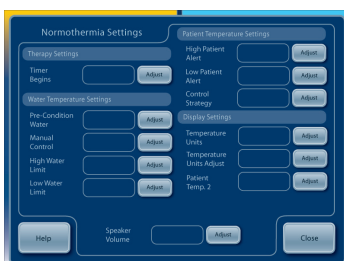 Normothermia Settings
Therapy Settings
Timer
Begins
Adjust
Water Temperature Settings
Pre-Condition
Water
Adjust
Manual
Control
Adjust
High Water
Limit
Adjust
Low Water
Limit
Adjust
Patient Temperature Settings
High Patient
Alert
Adjust
Low Patient
Alert
Adjust
Control
Strategy
Adjust
Display Settings
Temperature
Units
Adjust
Temperature
Units Adjust
Adjust
Patient
Temp. 2
Adjust
Help
Speaker
Volume
Adjust
Close